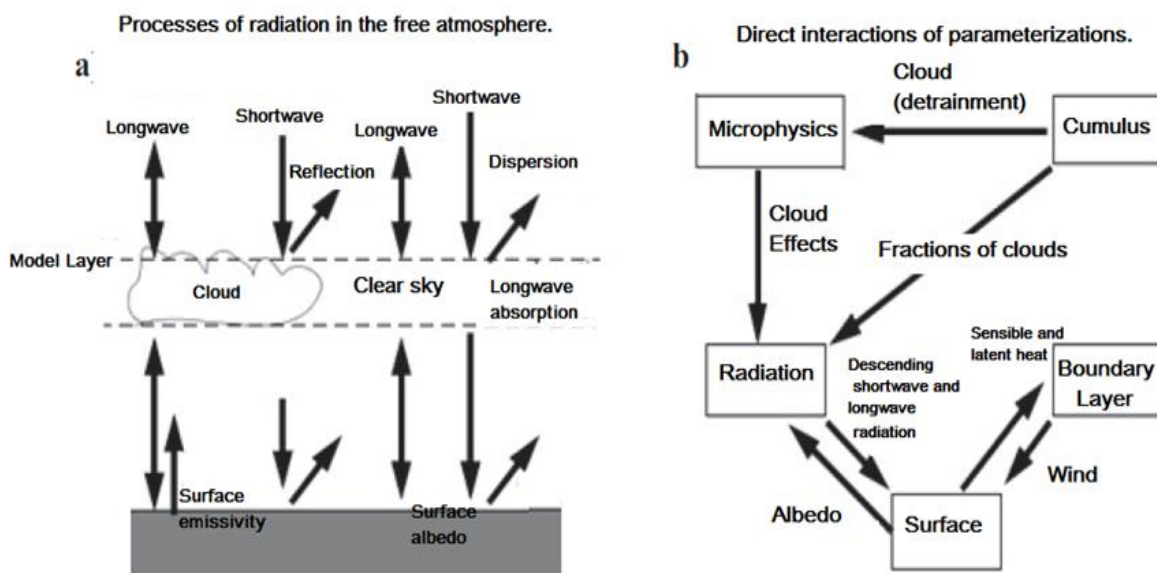 Processes of radiation in the free atmosphere.
a
Longwave
Shortwave
Longwave
Shortwave
Reflection
Dispersion
Model Layer
Cloud
Clear sky
Longwave
absorption
Surface
emissivity
Surface
albedo
Direct interactions of parameterizations.
b
Cloud
(detrainment)
Microphysics
Cumulus
Cloud
Effects
Fractions of clouds
Sensible and
latent heat
Radiation
Descending
shortwave and
longwave
radiation
Boundary
Layer
Wind
Albedo
Surface